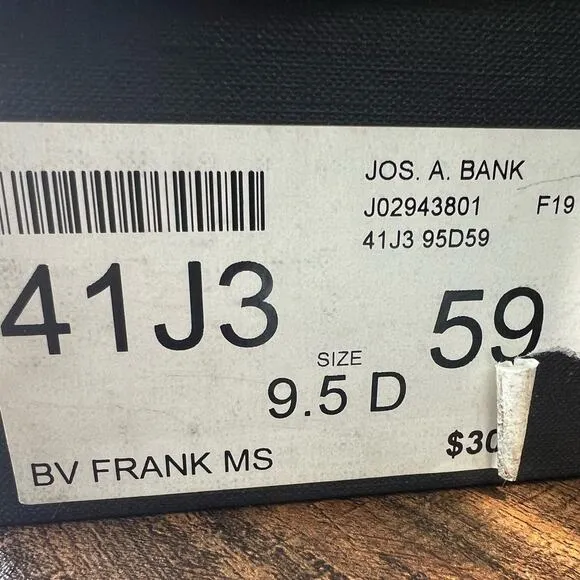 JOS. A. BANK
J02943801 F19
41J3 95D59
41J3
59
SIZE
9.5 D
$30
BV FRANK MS